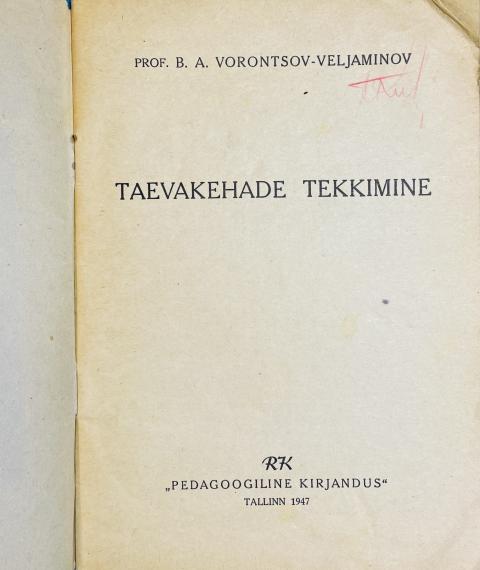 PROF. B. A. VORONTSOV-VELJAMINOV
TAEVAKEHADE TEKKIMINE
RK
„PEDAGOOGILINE KIRJANDUS“
TALLINN 1947